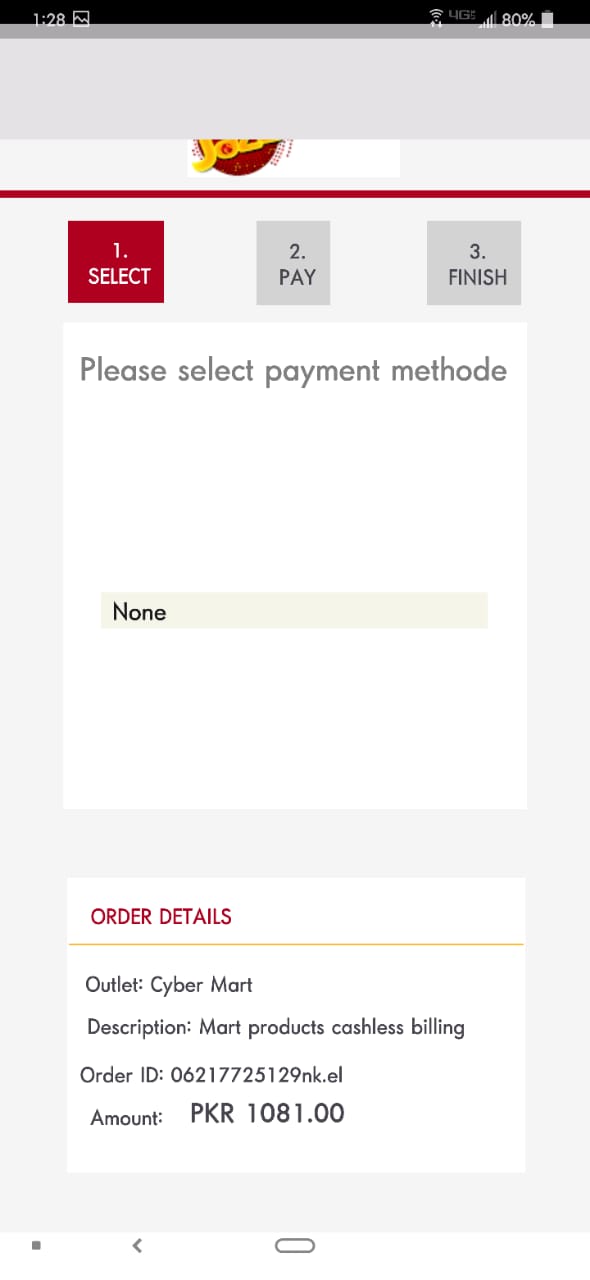 1:28 4G 80%
1. SELECT
2. PAY
3. FINISH
Please select payment methode
None
ORDER DETAILS
Outlet: Cyber Mart
Description: Mart products cashless billing
Order ID: 06217725129nk.el
Amount: PKR 1081.00